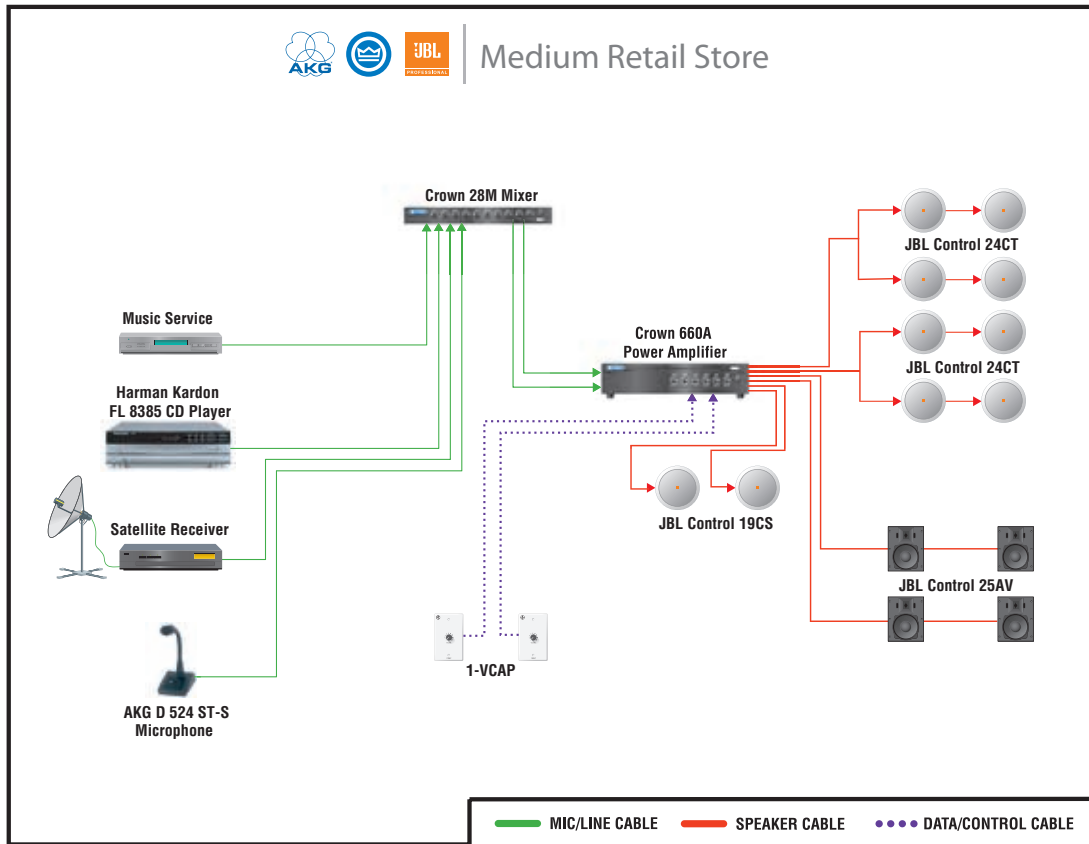 AKG
JBL
PROFESSIONAL
Medium Retail Store
Crown 28M Mixer
JBL Control 24CT
Music Service
Crown 660A
Power Amplifier
JBL Control 24CT
Harman Kardon
FL 8385 CD Player
JBL Control 19CS
Satellite Receiver
JBL Control 25AV
1-VCAP
AKG D 524 ST-S
Microphone
MIC/LINE CABLE
SPEAKER CABLE
DATA/CONTROL CABLE